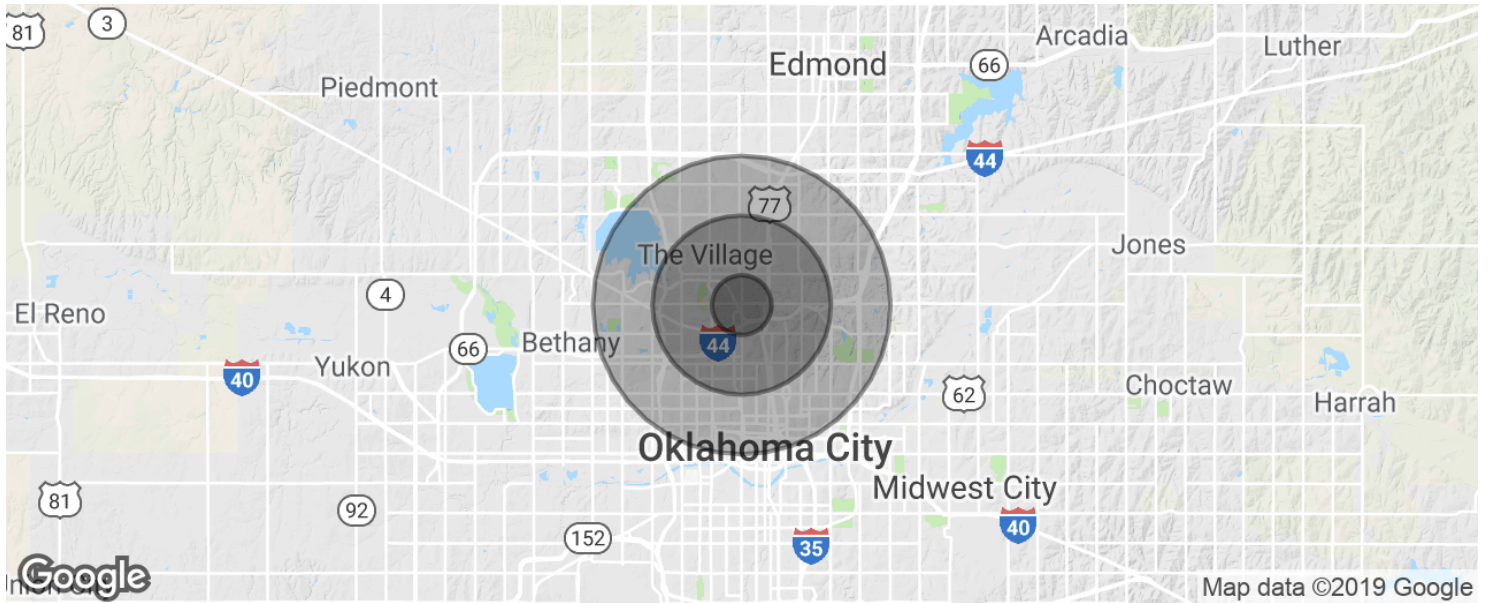 81
3
Arcadia
Luther
Edmond
66
Piedmont
44
77
Jones
The Village
4
El Reno
44
Bethany
66
Yukon
40
62
Choctaw
Harrah
Oklahoma City
Midwest City
81
92
40
152
35
Google
Map data ©2019 Google